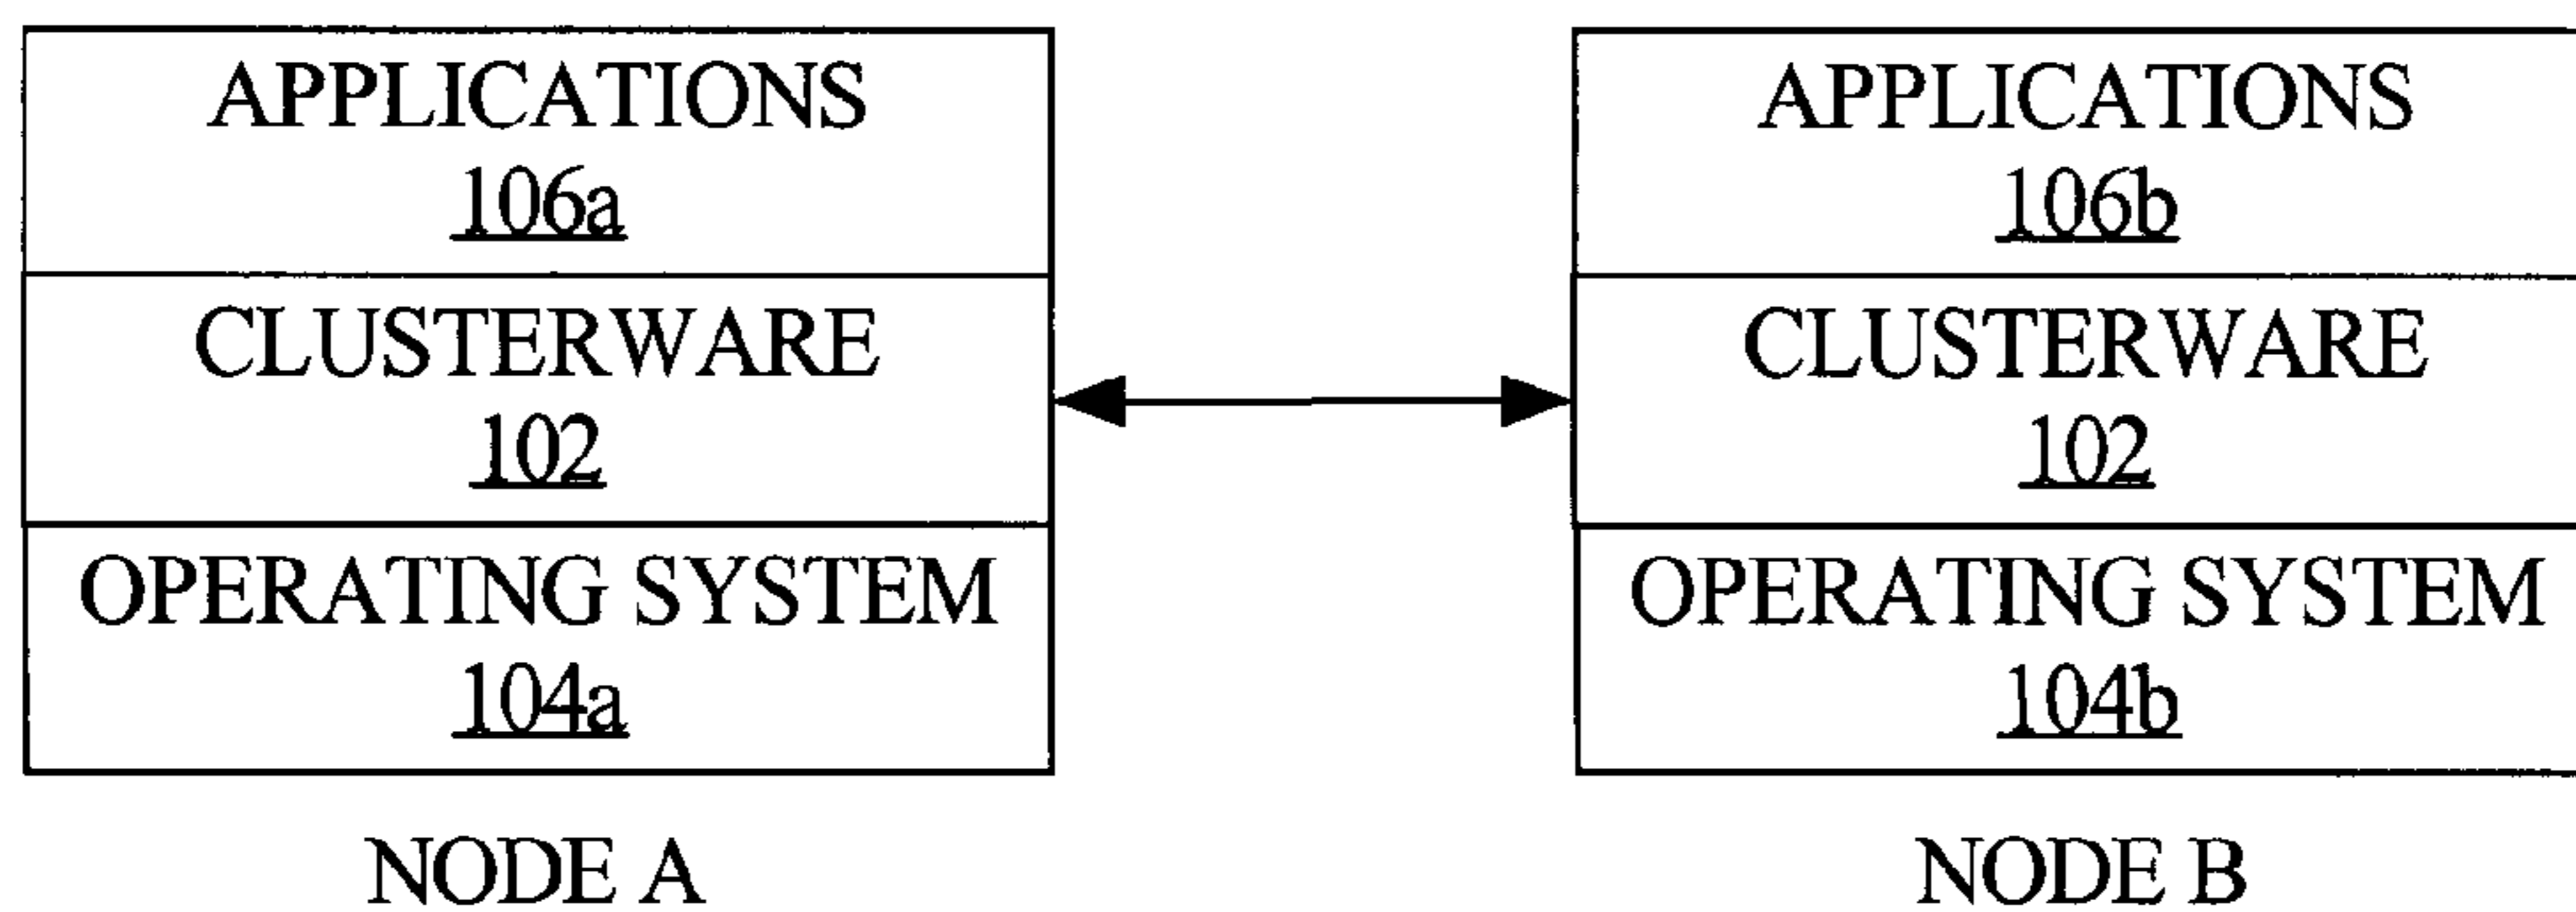 APPLICATIONS
106a
CLUSTERWARE
102
OPERATING SYSTEM
104a
NODE A
APPLICATIONS
106b
CLUSTERWARE
102
OPERATING SYSTEM
104b
NODE B